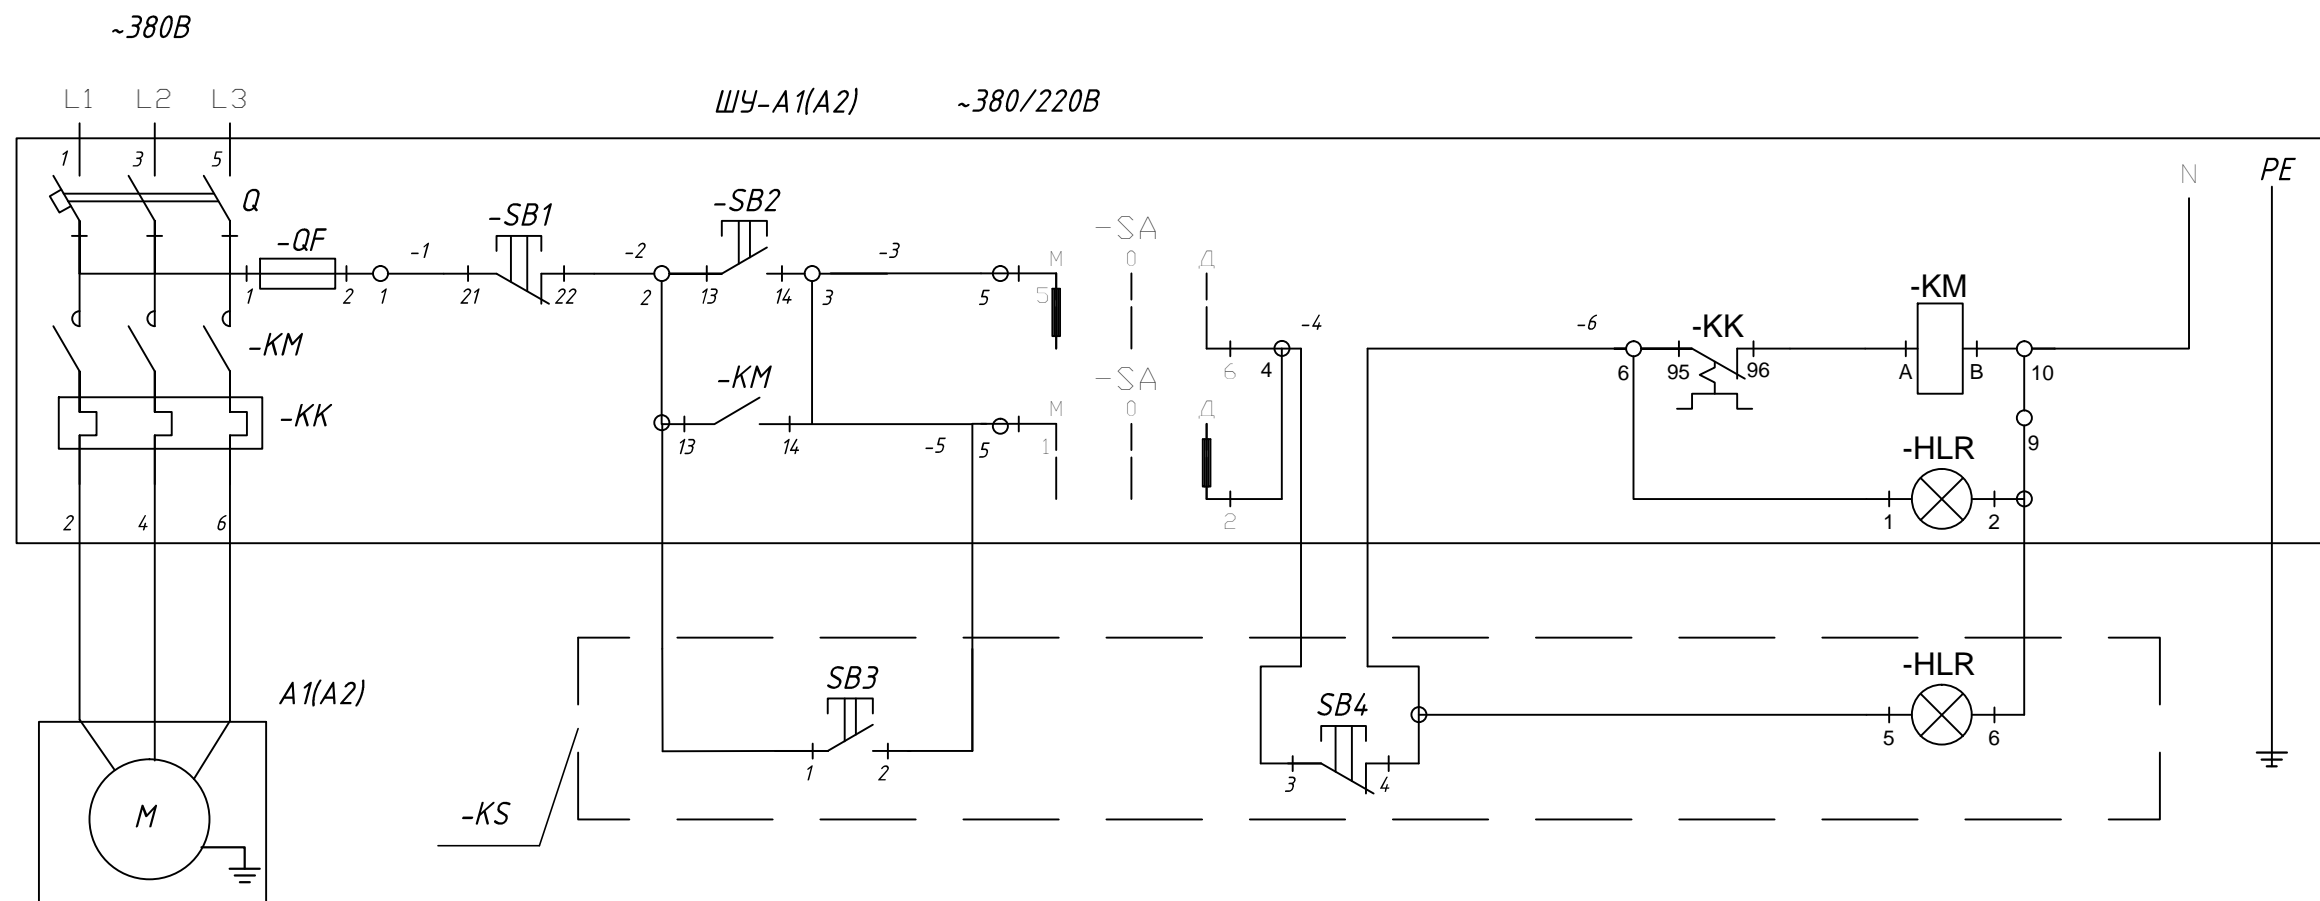 ~380В
L1 L2 L3
ШУ-А1(А2) ~380/220В
1 3 5
N PE
Q -SB1 -SB2
-QF -1 -2 -3 -SA
М 0 Д
1 2 1 21 22 2 13 14 3 5 5
-KM
-4 -6 -KK
-KM
6 4 6 95 96 A B 10
-KM -SA
М 0 Д
-KK
13 14 -5 5 1 9
-HLR
2 4 6 2 1 2
А1(А2) SB3 -HLR
SB4
1 2 5 6
3 4
М -KS